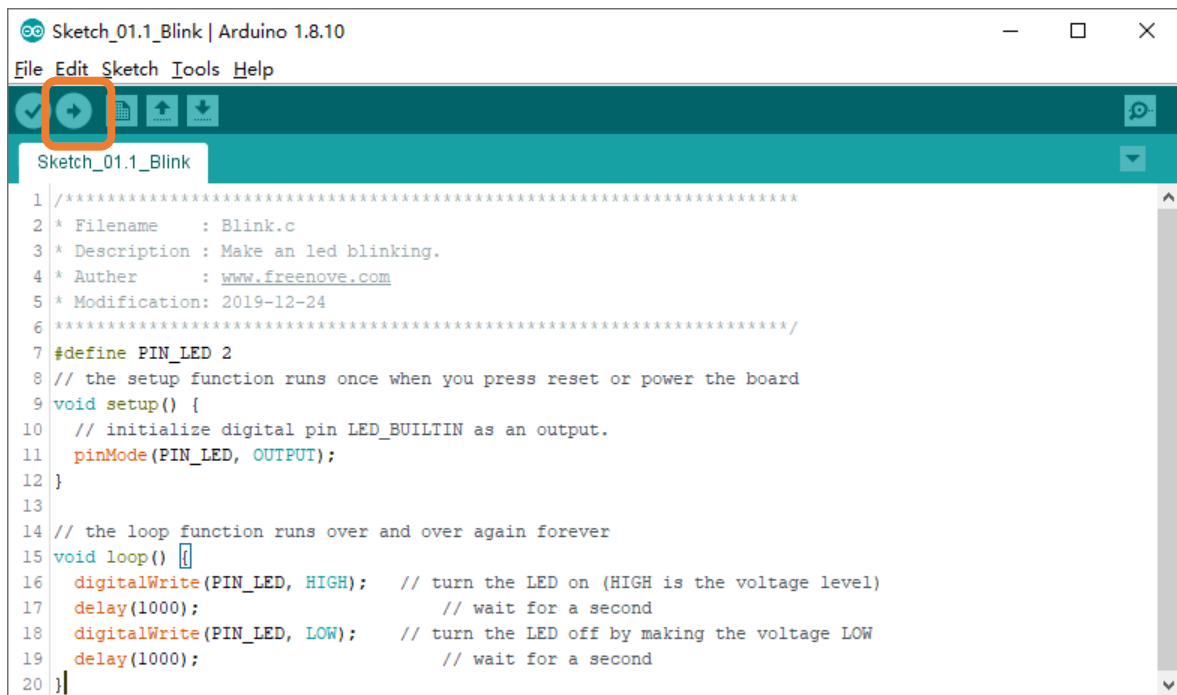 Sketch_01.1_Blink | Arduino 1.8.10
File Edit Sketch Tools Help
Sketch_01.1_Blink
1 /**********************************************************************
2 * Filename    : Blink.c
3 * Description : Make an led blinking.
4 * Auther      : www.freenove.com
5 * Modification: 2019-12-24
6 **********************************************************************/
7 #define PIN_LED 2
8 // the setup function runs once when you press reset or power the board
9 void setup() {
10   // initialize digital pin LED_BUILTIN as an output.
11   pinMode(PIN_LED, OUTPUT);
12 }
13
14 // the loop function runs over and over again forever
15 void loop() {
16   digitalWrite(PIN_LED, HIGH);   // turn the LED on (HIGH is the voltage level)
17   delay(1000);                       // wait for a second
18   digitalWrite(PIN_LED, LOW);    // turn the LED off by making the voltage LOW
19   delay(1000);                       // wait for a second
20 }